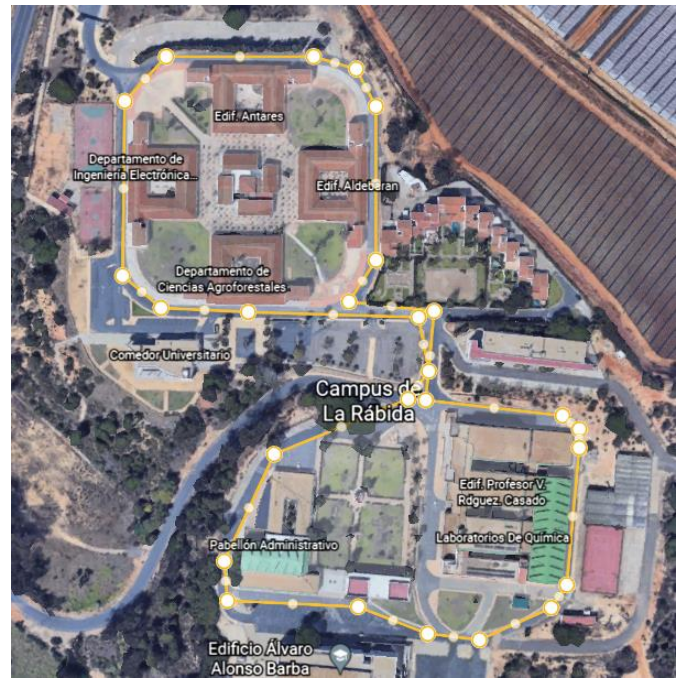 Edif. Antares
Departamento de
Ingeniería Electrónica...
Edif. Aldebaran
Departamento de
Ciencias Agroforestales
Comedor Universitario
Campus de
La Rábida
Edif. Profesor V.
Rdguez. Casado
Laboratorios De Química
Pabellón Administrativo
Edificio Álvaro
Alonso Barba